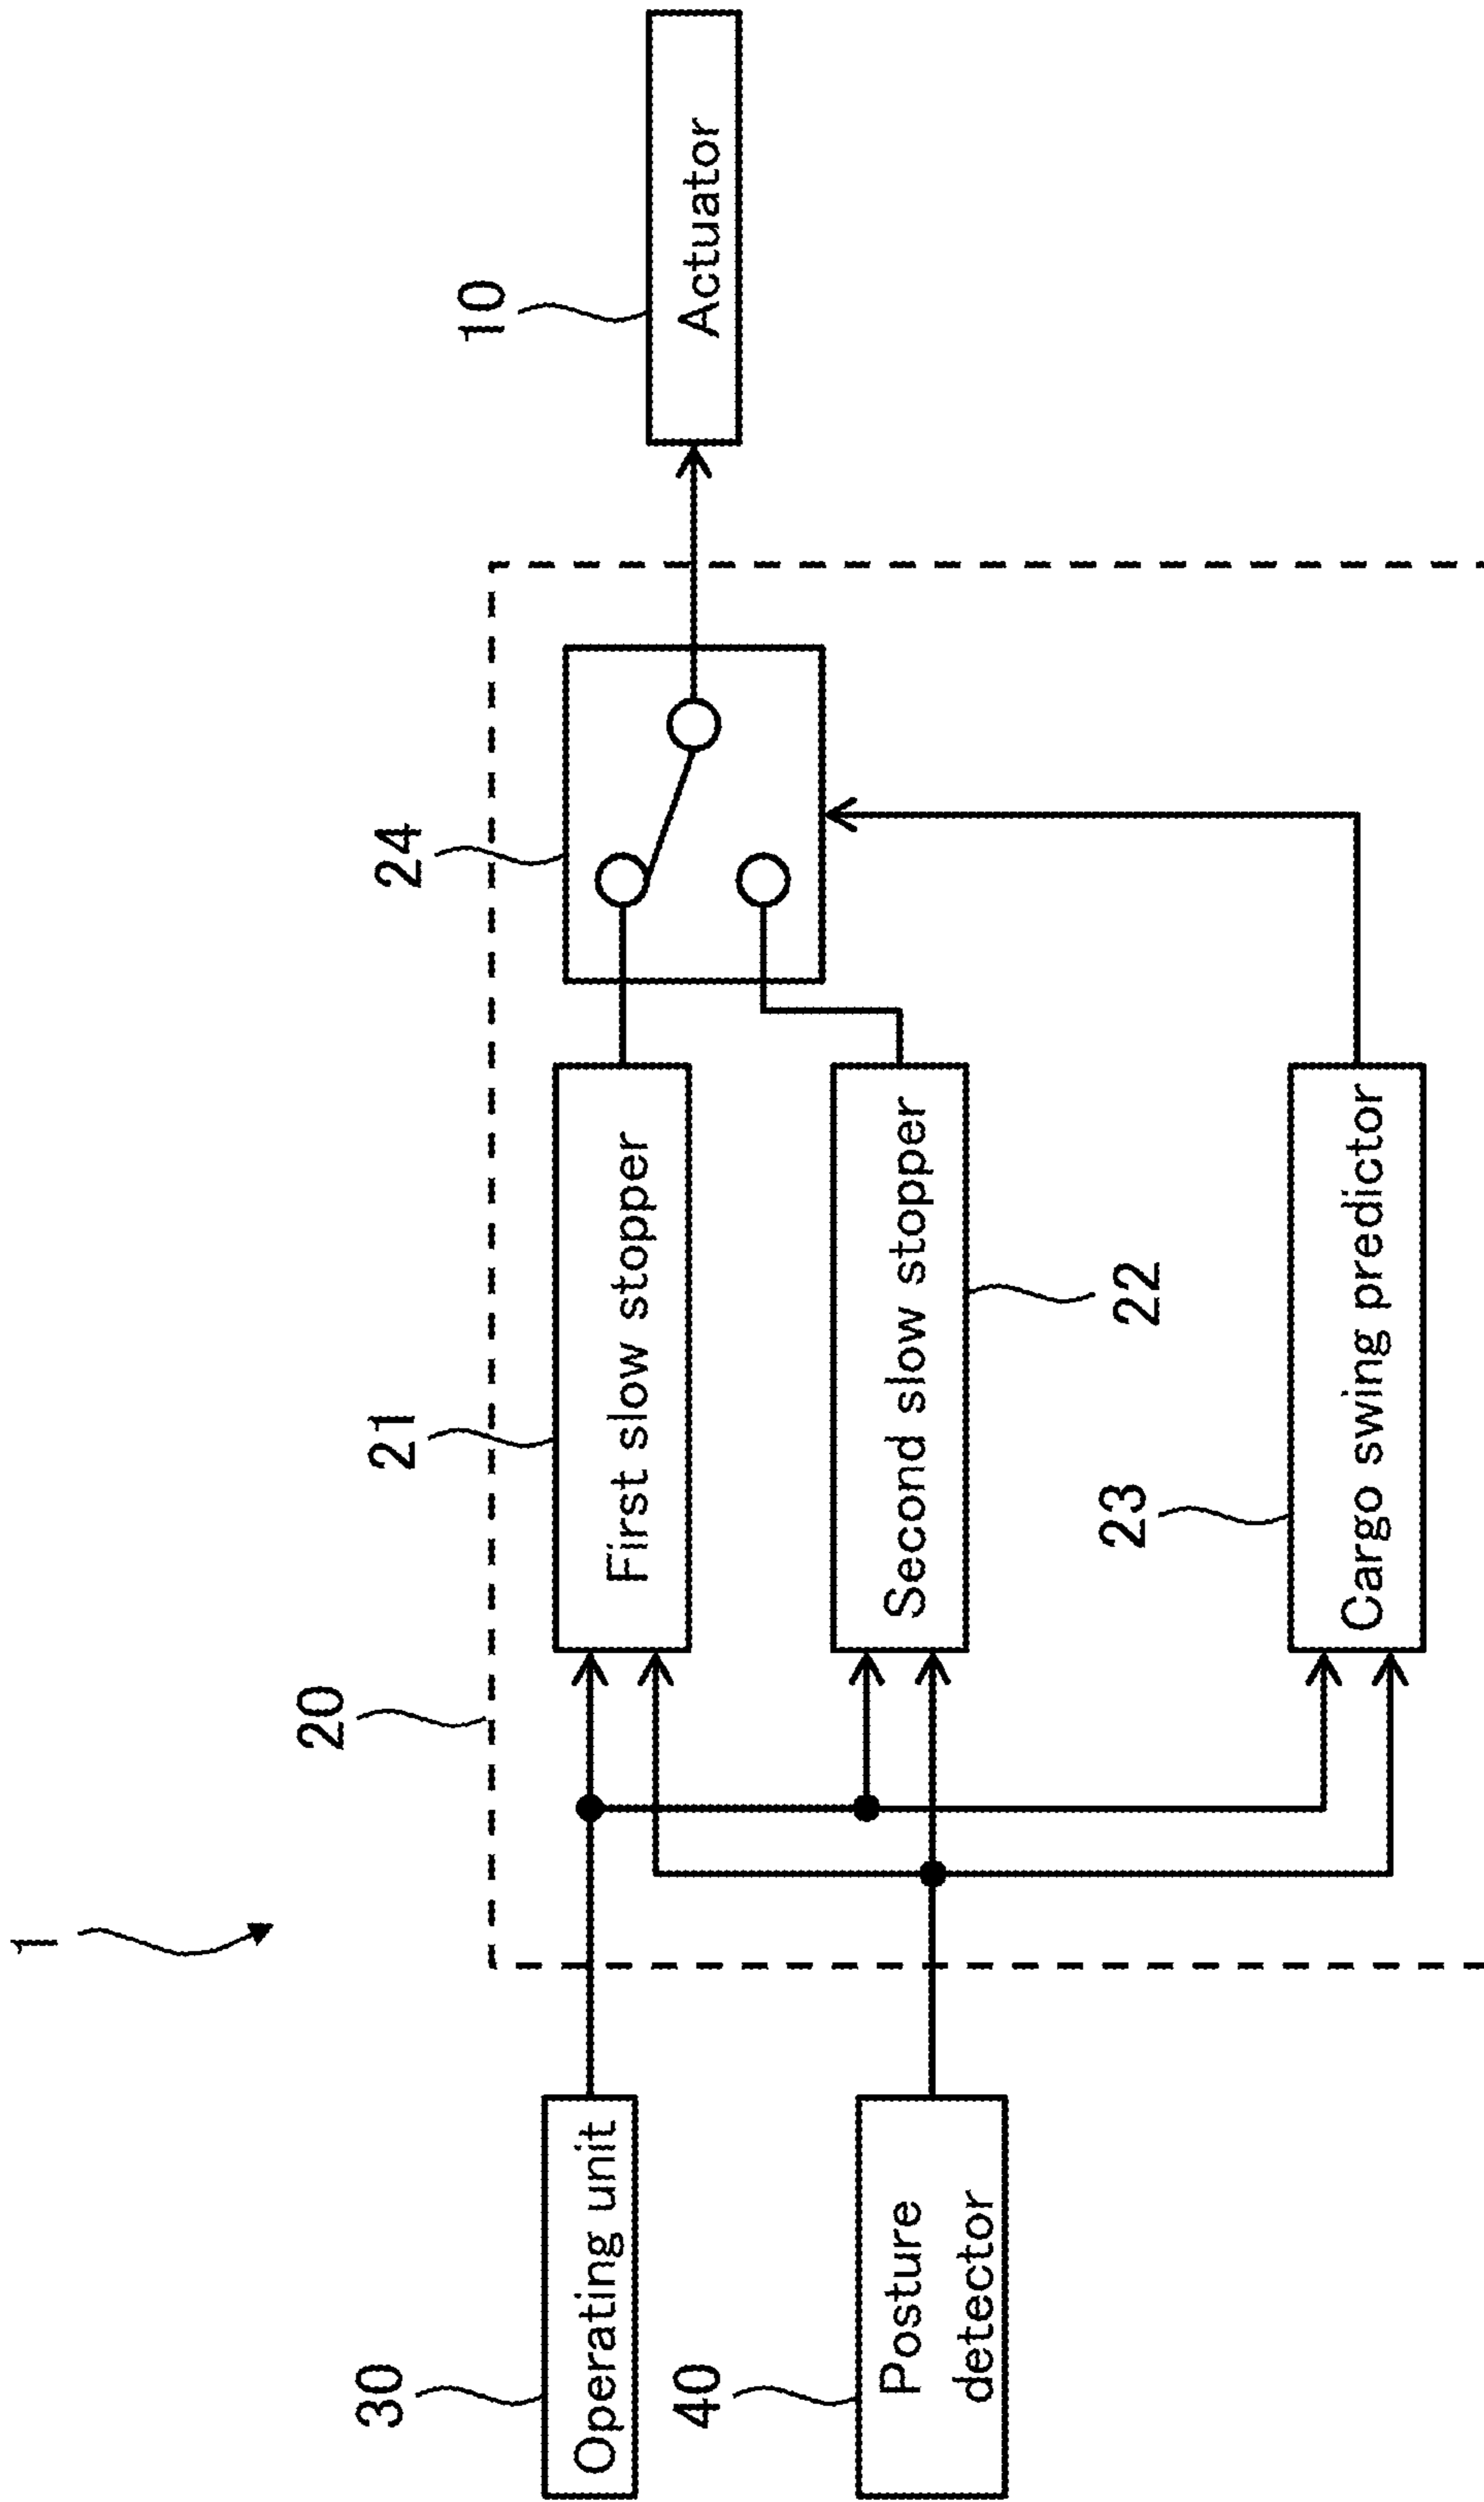 1
20
21
24
10
30
Operating unit
First slow stopper
Actuator
40
Posture
detector
Second slow stopper
22
23
Cargo swing predictor